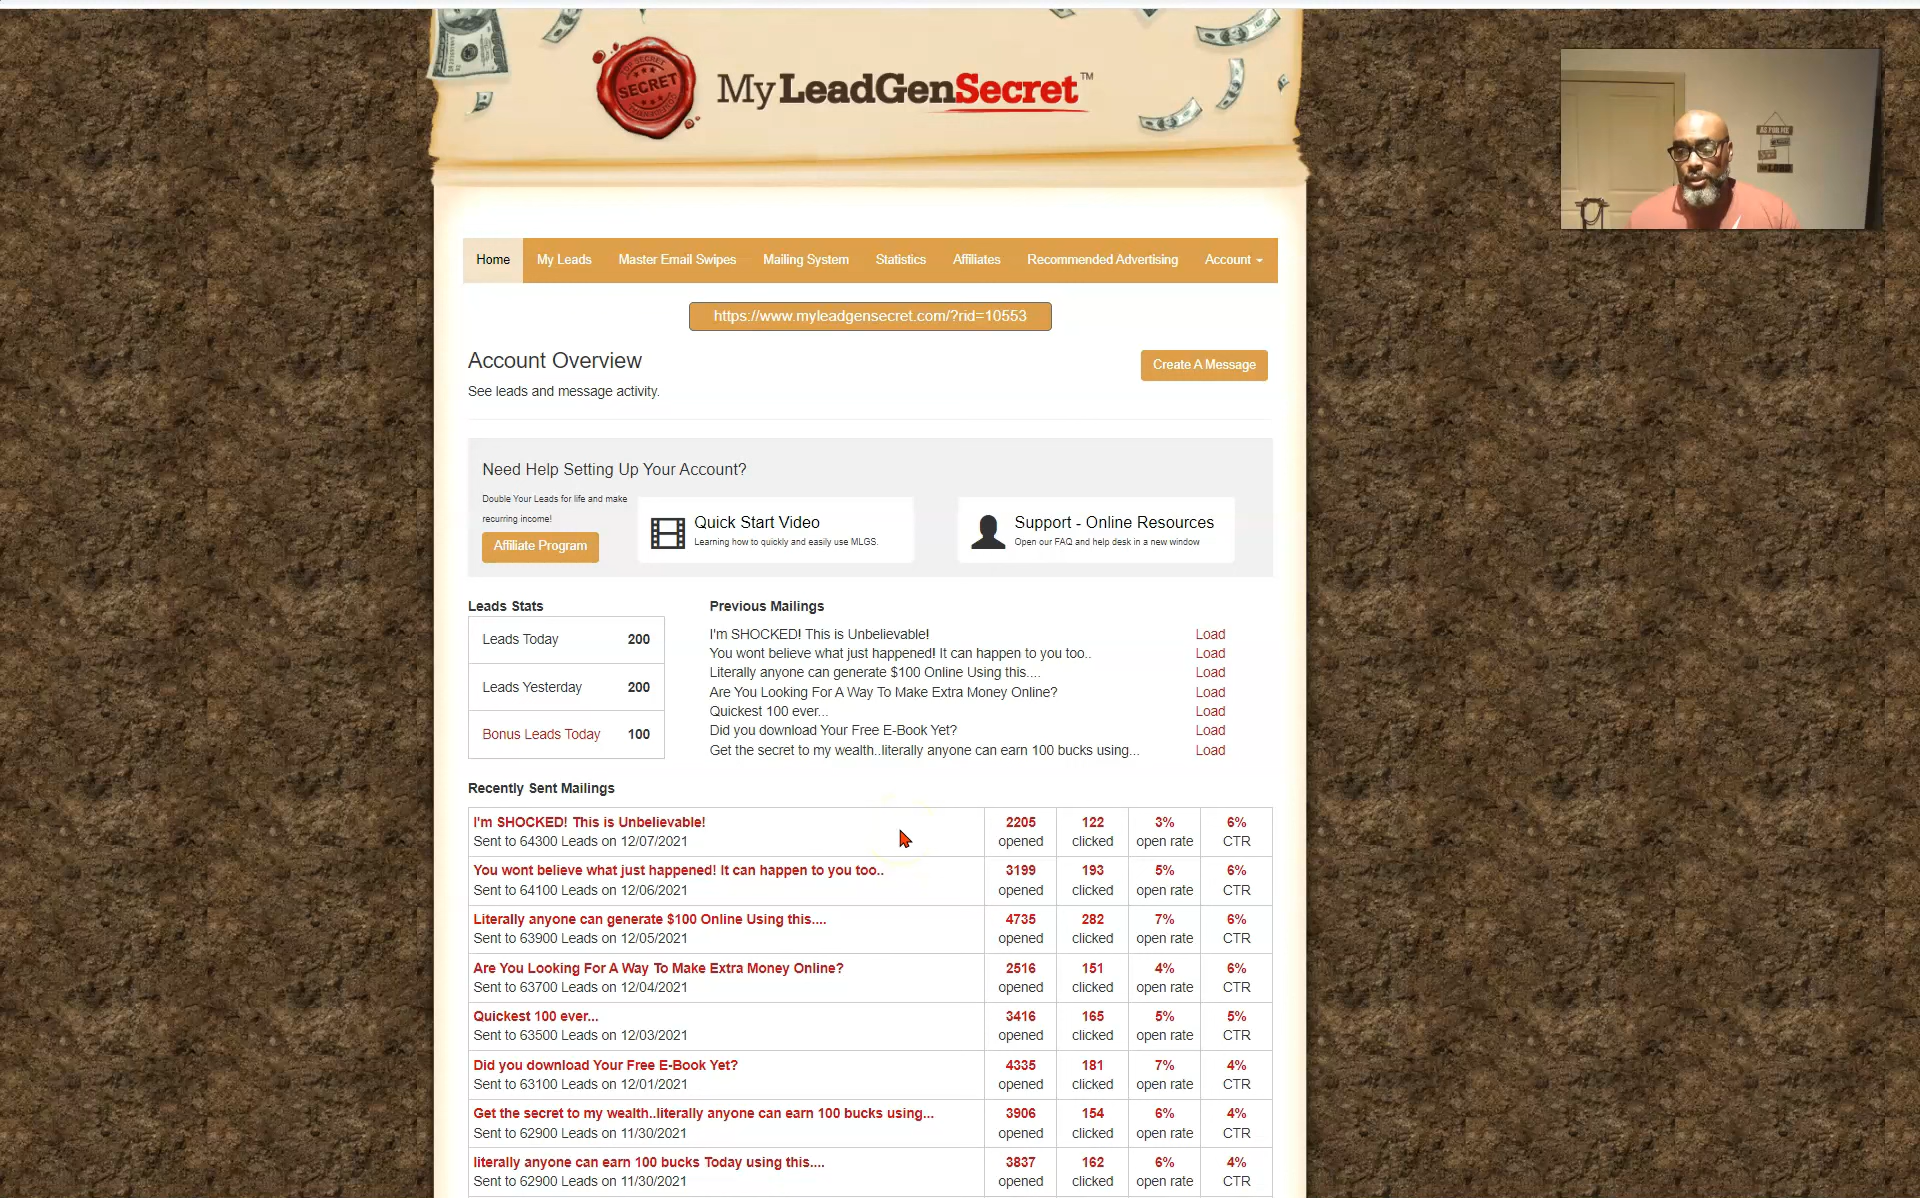 TOP SECRET
SECRET
MyLeadGenSecret™
AS FOR ME
Home My Leads Master Email Swipes Mailing System Statistics Affiliates Recommended Advertising Account
https://www.myleadgensecret.com/?rid=10553
Account Overview
Create A Message
See leads and message activity.
Need Help Setting Up Your Account?
Double Your Leads for life and make
recurring income!
Affiliate Program
Quick Start Video
Learning how to quickly and easily use MLGS.
Support - Online Resources
Open our FAQ and help desk in a new window
Leads Stats
Leads Today 200
Leads Yesterday 200
Bonus Leads Today 100
Previous Mailings
I'm SHOCKED! This is Unbelievable! Load
You wont believe what just happened! It can happen to you too.. Load
Literally anyone can generate $100 Online Using this.... Load
Are You Looking For A Way To Make Extra Money Online? Load
Quickest 100 ever... Load
Did you download Your Free E-Book Yet? Load
Get the secret to my wealth..literally anyone can earn 100 bucks using... Load
Recently Sent Mailings
I'm SHOCKED! This is Unbelievable! 2205 122 3% 6%
Sent to 64300 Leads on 12/07/2021 opened clicked open rate CTR
You wont believe what just happened! It can happen to you too.. 3199 193 5% 6%
Sent to 64100 Leads on 12/06/2021 opened clicked open rate CTR
Literally anyone can generate $100 Online Using this.... 4735 282 7% 6%
Sent to 63900 Leads on 12/05/2021 opened clicked open rate CTR
Are You Looking For A Way To Make Extra Money Online? 2516 151 4% 6%
Sent to 63700 Leads on 12/04/2021 opened clicked open rate CTR
Quickest 100 ever... 3416 165 5% 5%
Sent to 63500 Leads on 12/03/2021 opened clicked open rate CTR
Did you download Your Free E-Book Yet? 4335 181 7% 4%
Sent to 63100 Leads on 12/01/2021 opened clicked open rate CTR
Get the secret to my wealth..literally anyone can earn 100 bucks using... 3906 154 6% 4%
Sent to 62900 Leads on 11/30/2021 opened clicked open rate CTR
literally anyone can earn 100 bucks Today using this.... 3837 162 6% 4%
Sent to 62900 Leads on 11/30/2021 opened clicked open rate CTR